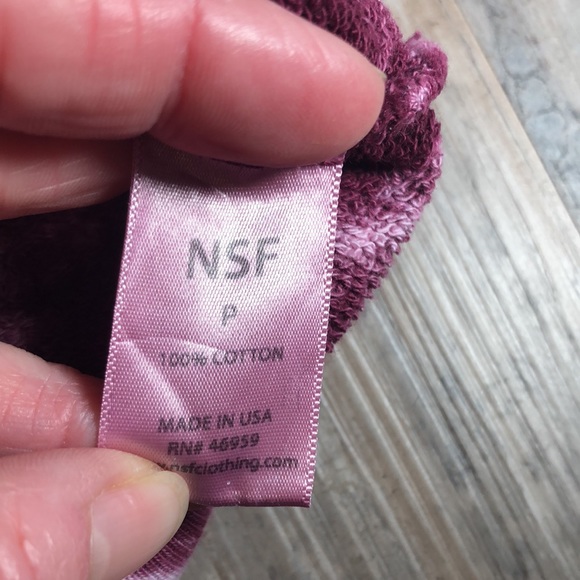 NSF
P
100% COTTON
MADE IN USA
RN# 46959
nsfclothing.com